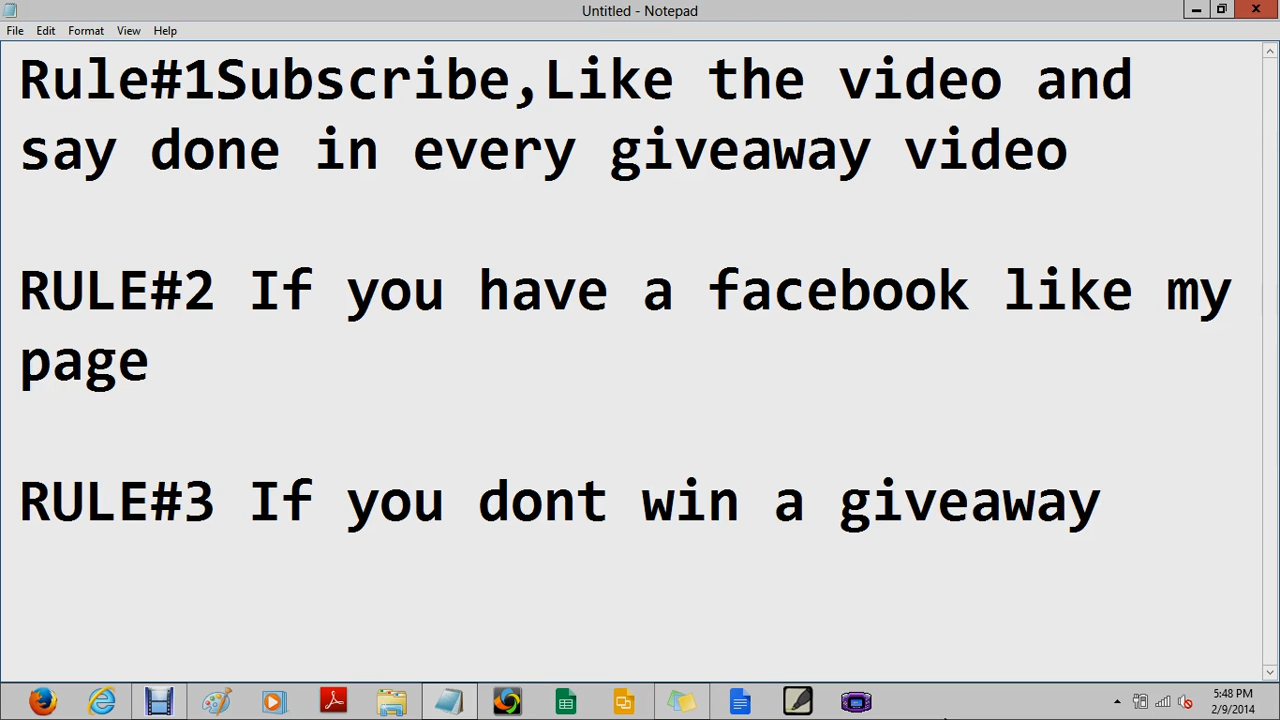 Untitled - Notepad
File Edit Format View Help
Rule#1Subscribe,Like the video and
say done in every giveaway video
RULE#2 If you have a facebook like my
page
RULE#3 If you dont win a giveaway
5:48 PM
2/9/2014